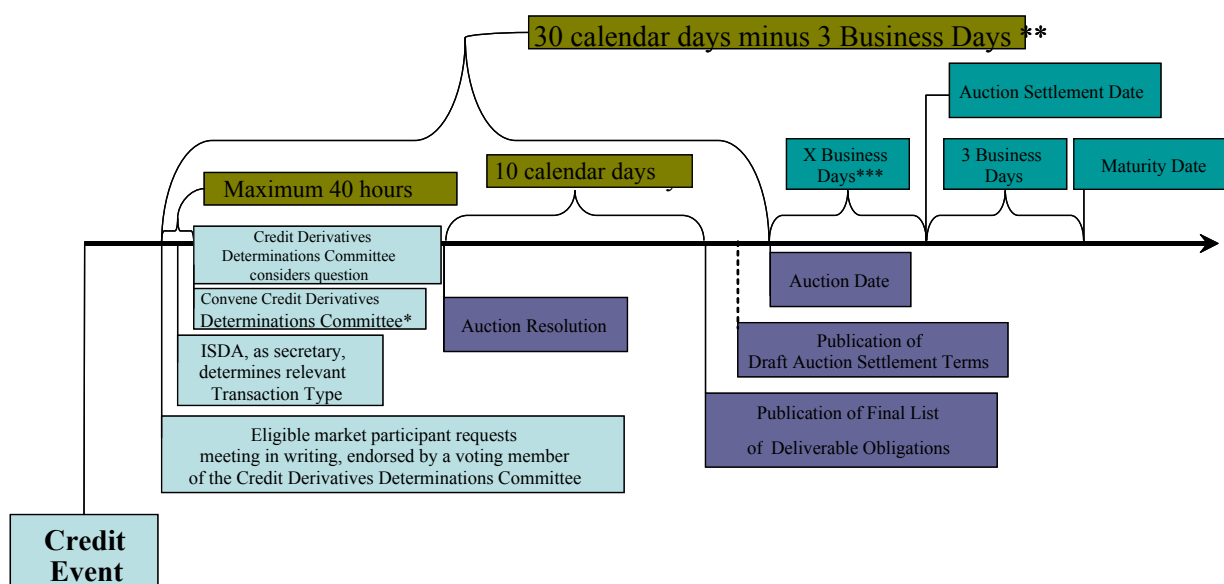 30 calendar days minus 3 Business Days **
Auction Settlement Date
X Business
Days***
3 Business
Days
Maturity Date
10 calendar days
Maximum 40 hours
Credit Derivatives
Determinations Committee
considers question
Convene Credit Derivatives
Determinations Committee*
Auction Resolution
Auction Date
ISDA, as secretary,
determines relevant
Transaction Type
Publication of
Draft Auction Settlement Terms
Publication of Final List
of Deliverable Obligations
Eligible market participant requests
meeting in writing, endorsed by a voting member
of the Credit Derivatives Determinations Committee
Credit
Event